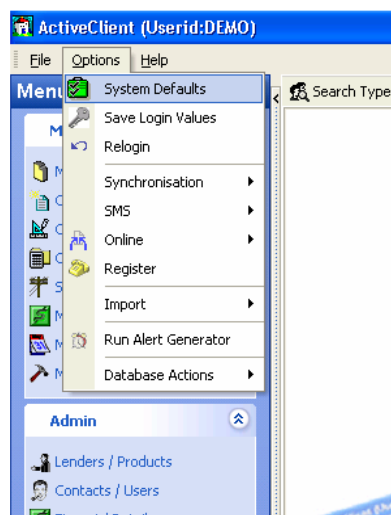 ActiveClient (Userid:DEMO)
File Options Help
Menu
System Defaults
Search Type
Save Login Values
Relogin
Synchronisation
SMS
Online
Register
Import
Run Alert Generator
Database Actions
Admin
Lenders / Products
Contacts / Users